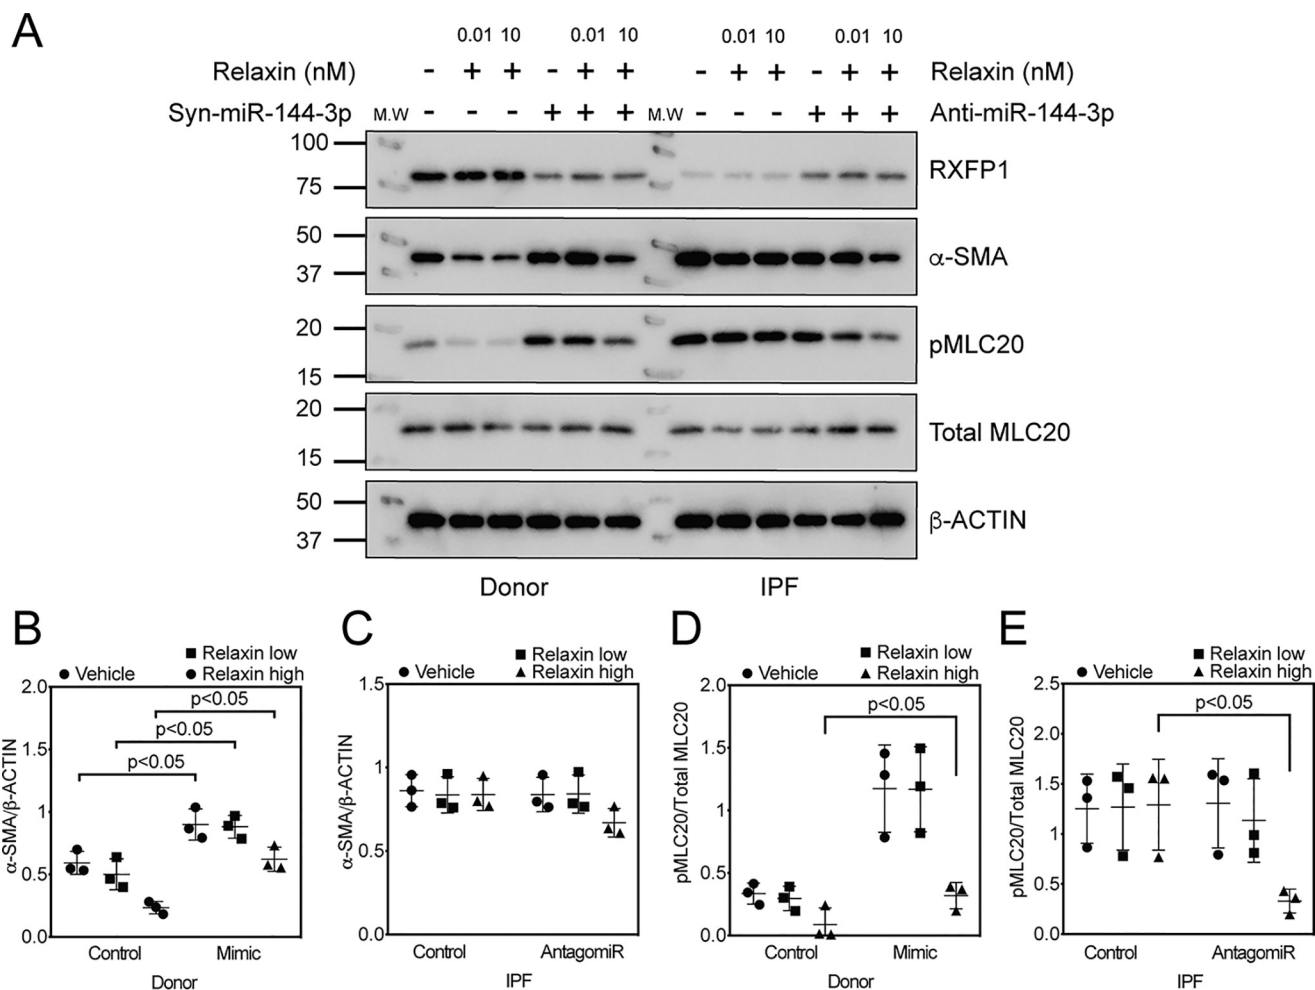 A
0.01 10 0.01 10 0.01 10 0.01 10
Relaxin (nM) - + + - + + - + + - + + Relaxin (nM)
Syn-miR-144-3p M.W - - - + + + M.W - - - + + + Anti-miR-144-3p
100
75
RXFP1
50
37
α-SMA
20
15
pMLC20
20
15
Total MLC20
50
37
β-ACTIN
Donor IPF
B
Vehicle
Relaxin low
Relaxin high
α-SMA/β-ACTIN
2.0
1.5
1
0.5
0.0
p<0.05
p<0.05
p<0.05
Control Mimic
Donor
C
Vehicle
Relaxin low
Relaxin high
α-SMA/β-ACTIN
1.5
1
0.5
0.0
Control AntagomiR
IPF
D
Vehicle
Relaxin low
Relaxin high
pMLC20/Total MLC20
2.0
1.5
1.0
0.5
0.0
p<0.05
Control Mimic
Donor
E
Vehicle
Relaxin low
Relaxin high
pMLC20/Total MLC20
2.5
2.0
1.5
1
0.5
0.0
p<0.05
Control AntagomiR
IPF